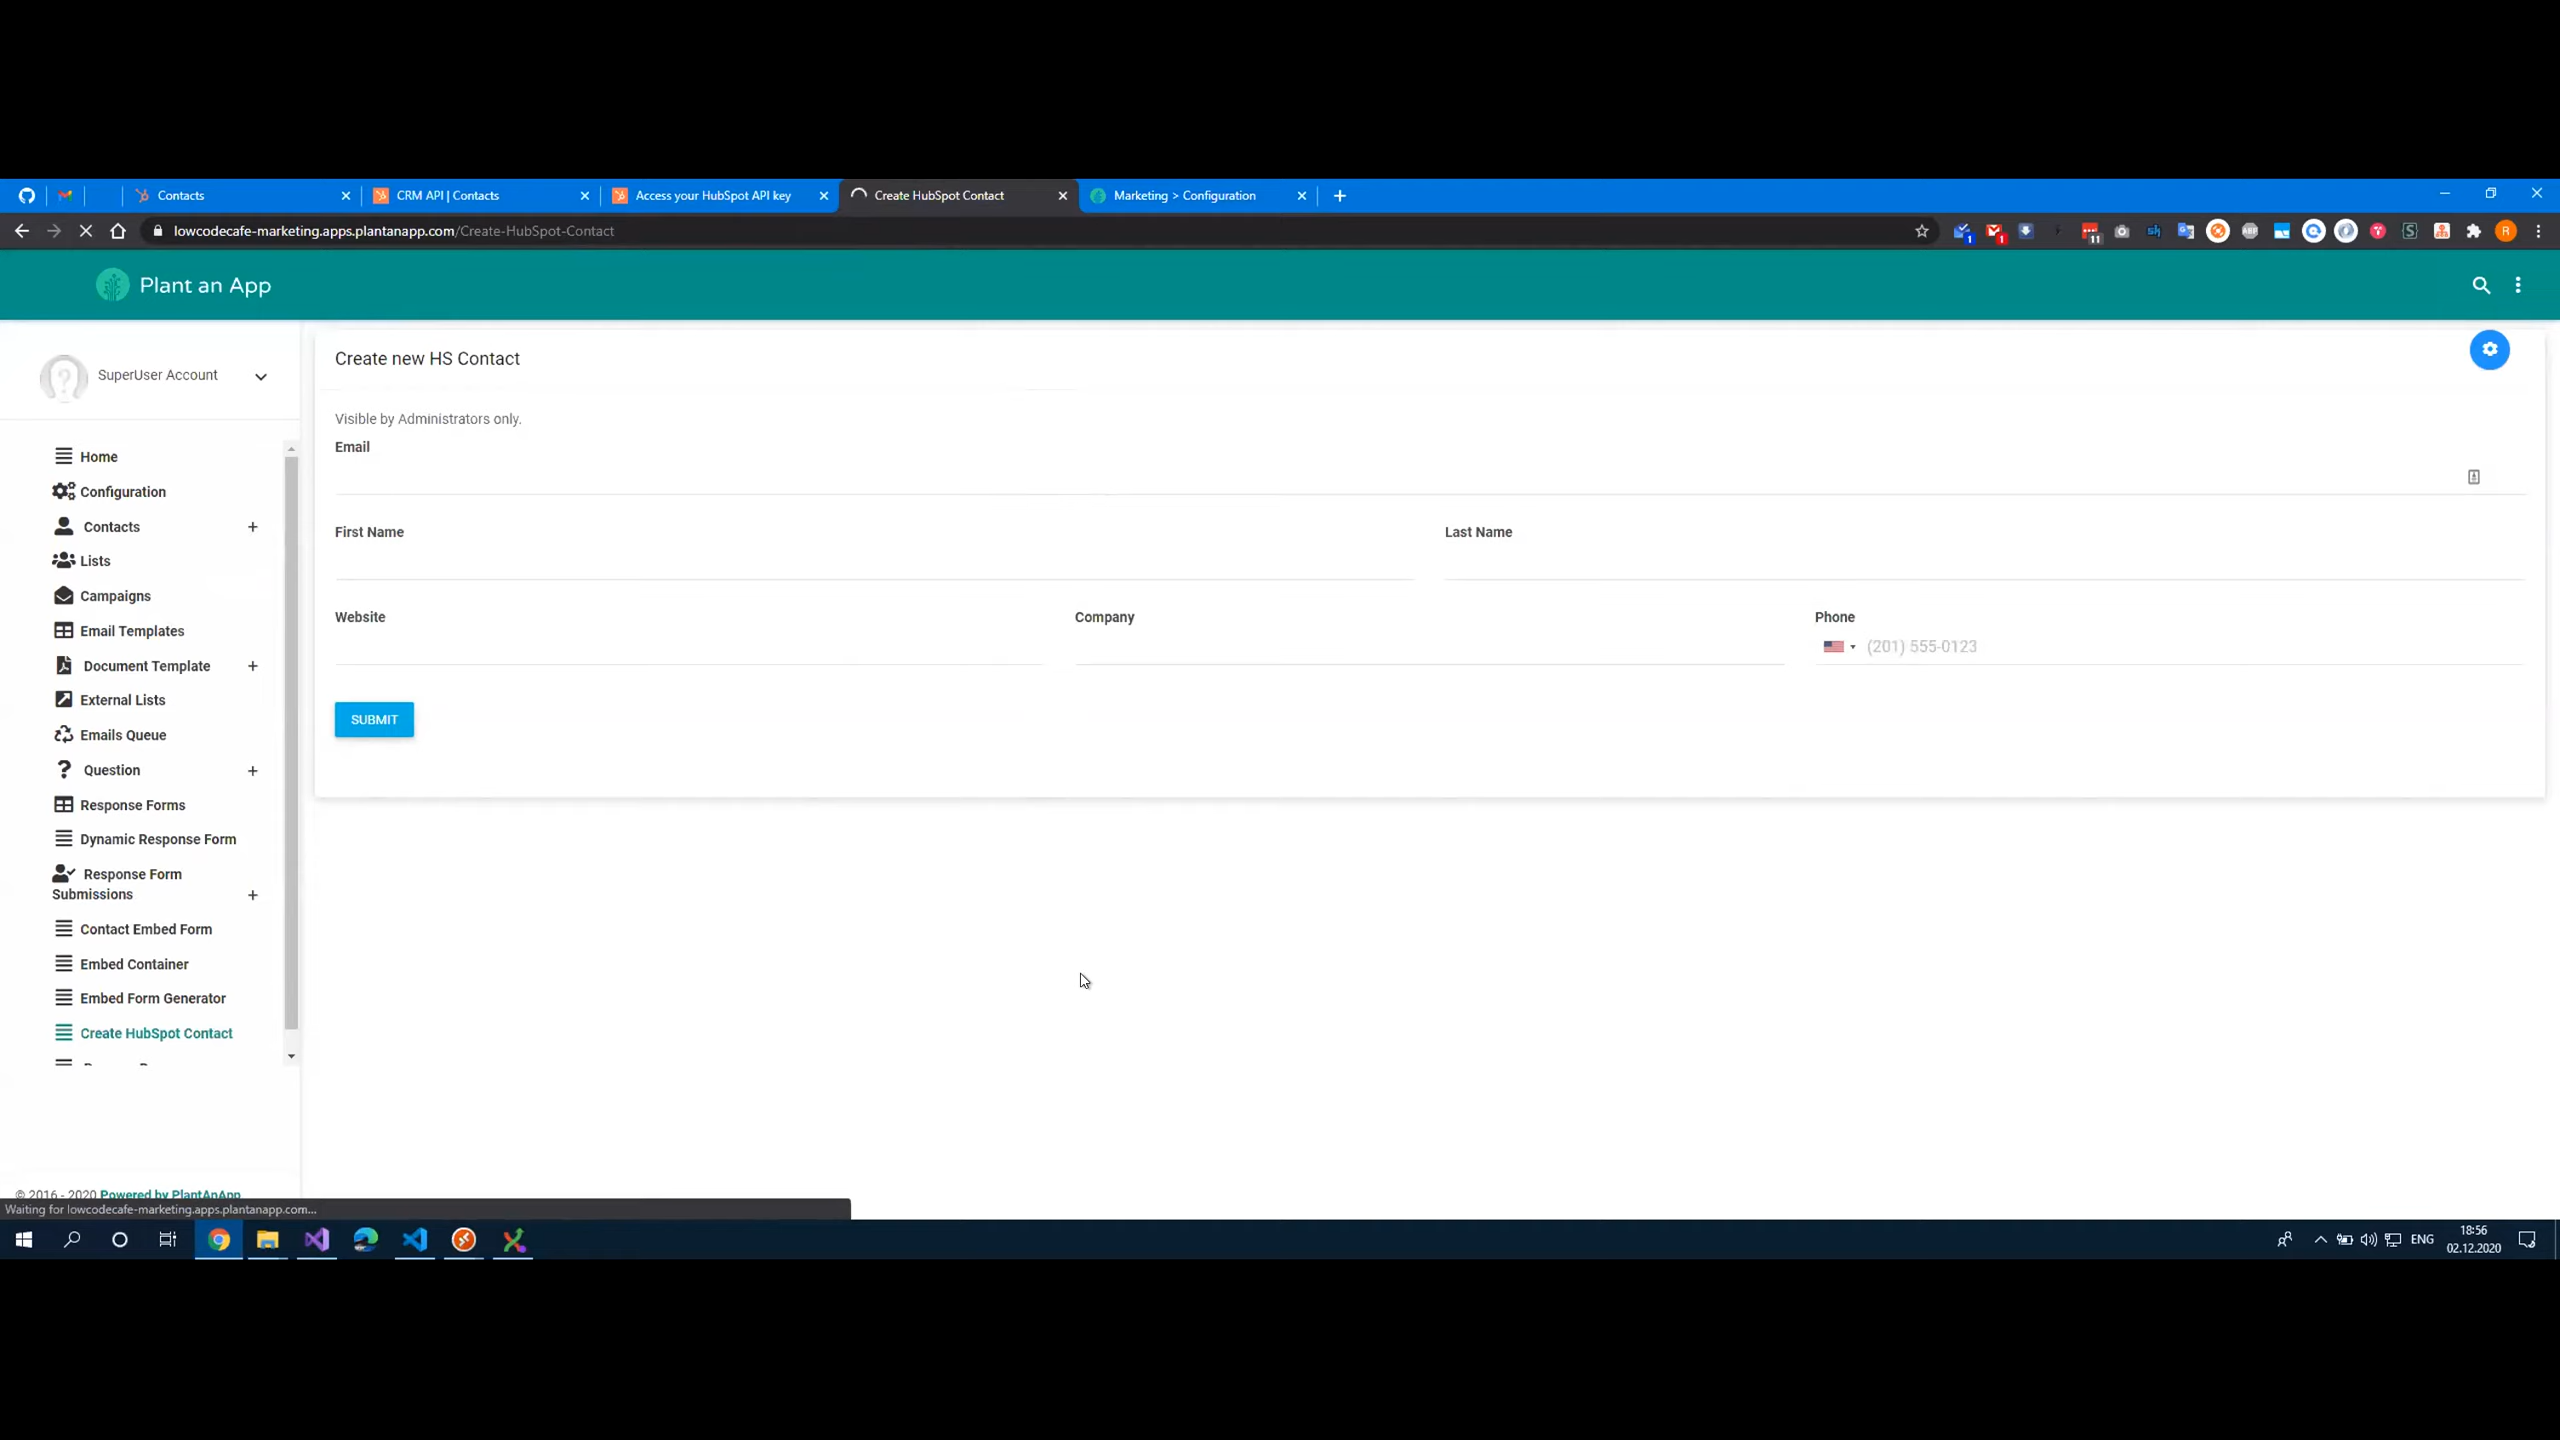 Contacts
CRM API | Contacts
Access your HubSpot API key
Create HubSpot Contact
Marketing > Configuration
lowcodecafe-marketing.apps.plantanapp.com/Create-HubSpot-Contact
Plant an App
SuperUser Account
Home
Configuration
Contacts
Lists
Campaigns
Email Templates
Document Template
External Lists
Emails Queue
Question
Response Forms
Dynamic Response Form
Response Form
Submissions
Contact Embed Form
Embed Container
Embed Form Generator
Create HubSpot Contact
© 2016 - 2020 Powered by PlantAnApp
Create new HS Contact
Visible by Administrators only.
Email
First Name
Last Name
Website
Company
Phone
(201) 555-0123
SUBMIT
Waiting for lowcodecafe-marketing.apps.plantanapp.com...
ENG
18:56
02.12.2020